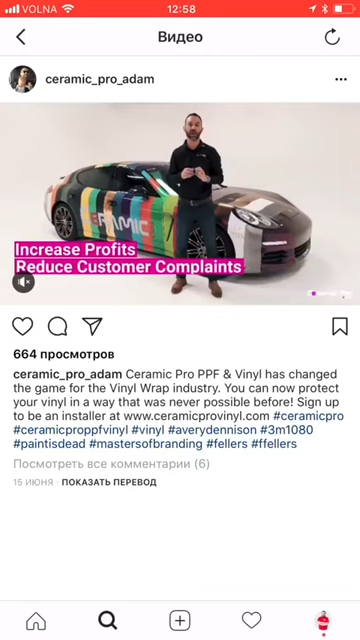 VOLNA
12:58
Видео
ceramic_pro_adam
CERAMIC
Increase Profits
Reduce Customer Complaints
664 просмотров
ceramic_pro_adam Ceramic Pro PPF & Vinyl has changed
the game for the Vinyl Wrap industry. You can now protect
your vinyl in a way that was never possible before! Sign up
to be an installer at www.ceramicprovinyl.com #ceramicpro
#ceramicproppfvinyl #vinyl #averydennison #3m1080
#paintisdead #mastersofbranding #fellers #ffellers
Посмотреть все комментарии (6)
15 ИЮНЯ · ПОКАЗАТЬ ПЕРЕВОД